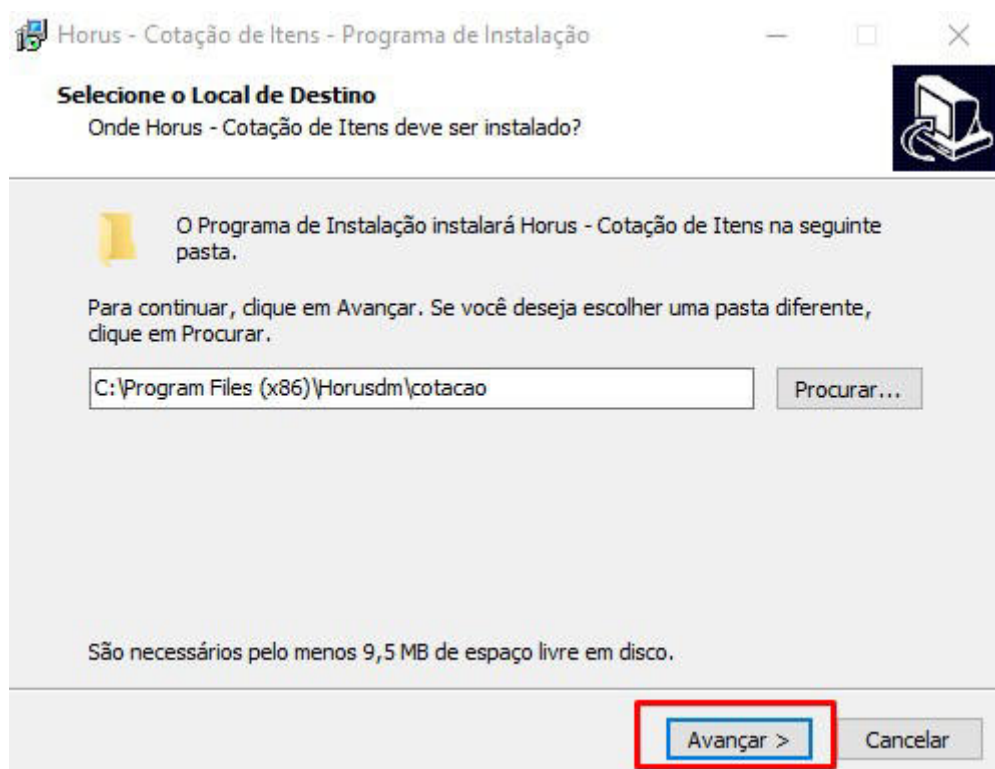 Horus - Cotação de Itens - Programa de Instalação
Selecione o Local de Destino
Onde Horus - Cotação de Itens deve ser instalado?
O Programa de Instalação instalará Horus - Cotação de Itens na seguinte
pasta.
Para continuar, clique em Avançar. Se você deseja escolher uma pasta diferente,
clique em Procurar.
C:\Program Files (x86)\Horusdm\cotacao
Procurar...
São necessários pelo menos 9,5 MB de espaço livre em disco.
Avançar >
Cancelar